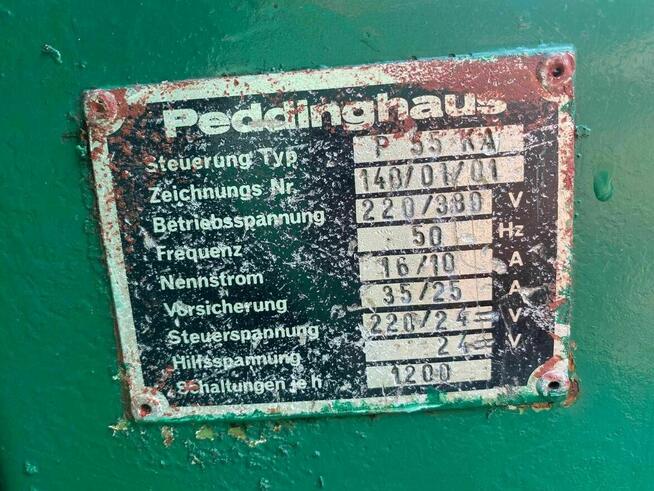 Peddinghaus
Steuerung Typ P 55 KA
Zeichnungs Nr. 148/01/01
Betriebsspannung 220/380 V
Frequenz 50 Hz
Nennstrom 16/10 A
Vorsicherung 35/25 A
Steuerspannung 220/24= V
Hilfsspannung 24= V
Schaltungen je h 1200